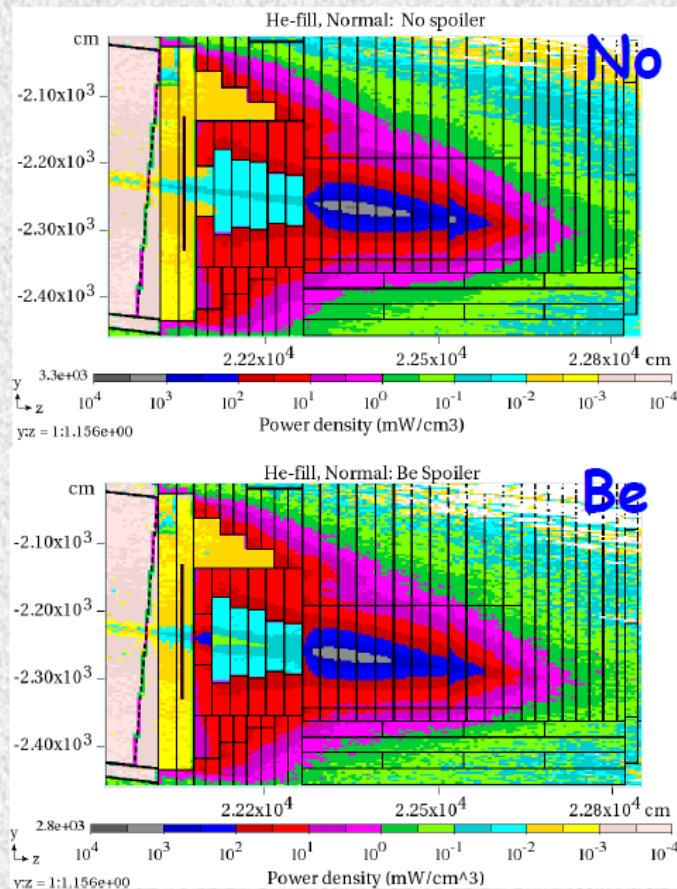 He-fill, Normal: No spoiler
No
cm
-2.10x10³
-2.20x10³
-2.30x10³
-2.40x10³
2.22x10⁴ 2.25x10⁴ 2.28x10⁴ cm
3.3e+03
10⁴ 10³ 10² 10¹ 10⁰ 10⁻¹ 10⁻² 10⁻³ 10⁻⁴
y
z
Power density (mW/cm3)
y:z = 1:1.156e+00
He-fill, Normal: Be Spoiler
Be
cm
-2.10x10³
-2.20x10³
-2.30x10³
-2.40x10³
2.22x10⁴ 2.25x10⁴ 2.28x10⁴ cm
2.8e+03
10⁴ 10³ 10² 10¹ 10⁰ 10⁻¹ 10⁻² 10⁻³ 10⁻⁴
y
z
Power density (mW/cm^3)
y:z = 1:1.156e+00